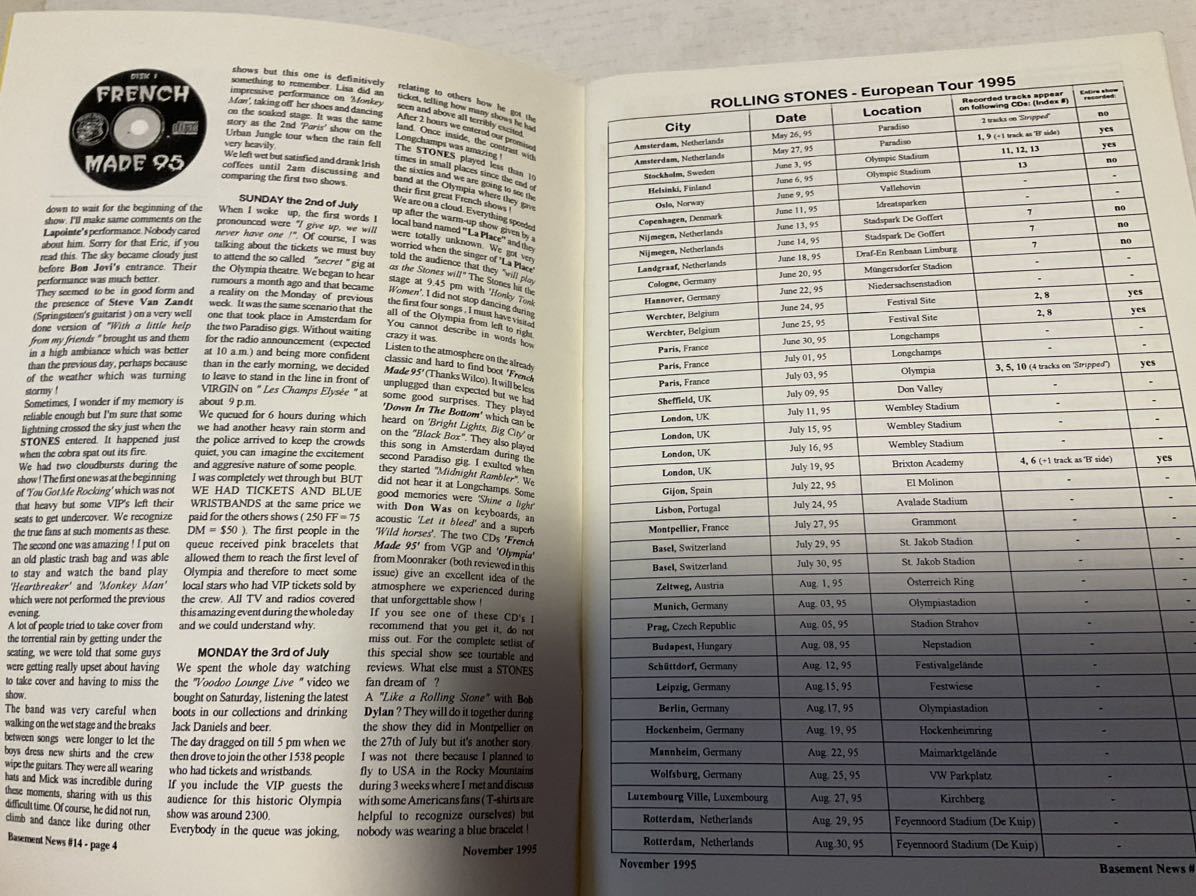 DISK 1
FRENCH
MADE 95
down to wait for the beginning of the
show. I'll make same comments on the
Lapointe's performance. Nobody cared
about him. Sorry for that Eric, if you
read this. The sky became cloudy just
before Bon Jovi's entrance. Their
performance was much better.
They seemed to be in good form and
the presence of Steve Van Zandt
(Springsteen's guitarist ) on a very well
done version of "With a little help
from my friends " brought us and them
in a high ambiance which was better
than the previous day, perhaps because
of the weather which was turning
stormy !
Sometimes, I wonder if my memory is
reliable enough but I'm sure that some
lightning crossed the sky just when the
STONES entered. It happened just
when the cobra spat out its fire.
We had two cloudbursts during the
show ! The first one was at the beginning
of 'You Got Me Rocking' which was not
that heavy but some VIP's left their
seats to get undercover. We recognize
the true fans at such moments as these.
The second one was amazing ! I put on
an old plastic trash bag and was able
to stay and watch the band play
'Heartbreaker' and 'Monkey Man'
which were not performed the previous
evening.
A lot of people tried to take cover from
the torrential rain by getting under the
seating, we were told that some guys
were getting really upset about having
to take cover and having to miss the
show.
The band was very careful when
walking on the wet stage and the breaks
between songs were longer to let the
boys dress new shirts and the crew
wipe the guitars. They were all wearing
hats and Mick was incredible during
these moments, sharing with us this
difficult time. Of course, he did not run,
climb and dance like during other
Basement News #14 - page 4
shows but this one is definitively
something to remember. Lisa did an
impressive performance on 'Monkey
Man', taking off her shoes and dancing
on the soaked stage. It was the same
story as the 2nd 'Paris' show on the
Urban Jungle tour when the rain fell
very heavily.
We left wet but satisfied and drank Irish
coffees until 2am discussing and
comparing the first two shows.
SUNDAY the 2nd of July
When I woke up, the first words I
pronounced were "I give up, we will
never have one !". Of course, I was
talking about the tickets we must buy
to attend the so called "secret" gig at
the Olympia theatre. We began to hear
rumours a month ago and that became
a reality on the Monday of previous
week. It was the same scenario that the
one that took place in Amsterdam for
the two Paradiso gigs. Without waiting
for the radio announcement (expected
at 10 a.m.) and being more confident
than in the early morning, we decided
to leave to stand in the line in front of
VIRGIN on " Les Champs Elysée " at
about 9 p.m.
We queued for 6 hours during which
we had another heavy rain storm and
the police arrived to keep the crowds
quiet, you can imagine the excitement
and aggresive nature of some people.
I was completely wet through but BUT
WE HAD TICKETS AND BLUE
WRISTBANDS at the same price we
paid for the others shows ( 250 FF = 75
DM = $50 ). The first people in the
queue received pink bracelets that
allowed them to reach the first level of
Olympia and therefore to meet some
local stars who had VIP tickets sold by
the crew. All TV and radios covered
this amazing event during the whole day
and we could understand why.
MONDAY the 3rd of July
We spent the whole day watching
the "Voodoo Lounge Live " video we
bought on Saturday, listening the latest
boots in our collections and drinking
Jack Daniels and beer.
The day dragged on till 5 pm when we
then drove to join the other 1538 people
who had tickets and wristbands.
If you include the VIP guests the
audience for this historic Olympia
show was around 2300.
Everybody in the queue was joking,
relating to others how he got the
ticket, telling how many shows he had
seen and above all terribly excited.
After 2 hours we entered our promised
land. Once inside, the contrast with
Longchamps was amazing !
The STONES played less than 10
times in small places since the end of
the sixties and we are going to see the
band at the Olympia where they gave
their first great French shows !
We are on a cloud. Everything speeded
up after the warm-up show given by a
local band named "La Place" and they
were totally unknown. We got very
worried when the singer of 'La Place'
told the audience that they "will play
as the Stones will" The Stones hit the
stage at 9.45 pm with 'Honky Tonk
Women'. I did not stop dancing during
the first four songs , I must have visited
all of the Olympia from left to right.
You cannot describe in words how
crazy it was.
Listen to the atmosphere on the already
classic and hard to find boot 'French
Made 95' (Thanks Wilco). It will be less
unplugged than expected but we had
some good surprises. They played
'Down In The Bottom' which can be
heard on 'Bright Lights, Big City' or
on the "Black Box". They also played
this song in Amsterdam during the
second Paradiso gig. I exulted when
they started "Midnight Rambler". We
did not hear it at Longchamps. Some
good memories were 'Shine a light'
with Don Was on keyboards, an
acoustic 'Let it bleed' and a superb
'Wild horses'. The two CDs 'French
Made 95' from VGP and 'Olympia'
from Moonraker (both reviewed in this
issue) give an excellent idea of the
atmosphere we experienced during
that unforgettable show !
If you see one of these CD's I
recommend that you get it, do not
miss out. For the complete setlist of
this special show see tourtable and
reviews. What else must a STONES
fan dream of ?
A "Like a Rolling Stone" with Bob
Dylan ? They will do it together during
the show they did in Montpellier on
the 27th of July but it's another story.
I was not there because I planned to
fly to USA in the Rocky Mountains
during 3 weeks where I met and discuss
with some Americans fans ( T-shirts are
helpful to recognize ourselves) but
nobody was wearing a blue bracelet !
November 1995
ROLLING STONES - European Tour 1995
City Date Location Recorded tracks appear on following CDs: (Index #) Entire show recorded:
Amsterdam, Netherlands May 26, 95 Paradiso 2 tracks on 'Stripped' no
Amsterdam, Netherlands May 27, 95 Paradiso 1, 9 (+1 track as 'B' side) yes
Stockholm, Sweden June 3, 95 Olympic Stadium 11, 12, 13 yes
Helsinki, Finland June 6, 95 Olympic Stadium 13 no
Oslo, Norway June 9, 95 Vallehovin - -
Copenhagen, Denmark June 11, 95 Idreatsparken - -
Nijmegen, Netherlands June 13, 95 Stadspark De Goffert 7 no
Nijmegen, Netherlands June 14, 95 Stadspark De Goffert 7 no
Landgraaf, Netherlands June 18, 95 Draf-En Renbaan Limburg 7 no
Cologne, Germany June 20, 95 Müngersdorfer Stadion - -
Hannover, Germany June 22, 95 Niedersachsenstadion - -
Werchter, Belgium June 24, 95 Festival Site 2, 8 yes
Werchter, Belgium June 25, 95 Festival Site 2, 8 yes
Paris, France June 30, 95 Longchamps - -
Paris, France July 01, 95 Longchamps - -
Paris, France July 03, 95 Olympia 3, 5, 10 (4 tracks on 'Stripped') yes
Sheffield, UK July 09, 95 Don Valley - -
London, UK July 11, 95 Wembley Stadium - -
London, UK July 15, 95 Wembley Stadium - -
London, UK July 16, 95 Wembley Stadium - -
London, UK July 19, 95 Brixton Academy 4, 6 (+1 track as 'B' side) yes
Gijon, Spain July 22, 95 El Molinon - -
Lisbon, Portugal July 24, 95 Avalade Stadium - -
Montpellier, France July 27, 95 Grammont - -
Basel, Switzerland July 29, 95 St. Jakob Stadion - -
Basel, Switzerland July 30, 95 St. Jakob Stadion - -
Zeltweg, Austria Aug. 1, 95 Österreich Ring - -
Munich, Germany Aug. 03, 95 Olympiastadion - -
Prag, Czech Republic Aug. 05, 95 Stadion Strahov - -
Budapest, Hungary Aug. 08, 95 Nepstadion - -
Schüttdorf, Germany Aug. 12, 95 Festivalgelände - -
Leipzig, Germany Aug.15, 95 Festwiese - -
Berlin, Germany Aug.17, 95 Olympiastadion - -
Hockenheim, Germany Aug. 19, 95 Hockenheimring - -
Mannheim, Germany Aug. 22, 95 Maimarktgelände - -
Wolfsburg, Germany Aug. 25, 95 VW Parkplatz - -
Luxembourg Ville, Luxembourg Aug. 27, 95 Kirchberg - -
Rotterdam, Netherlands Aug. 29, 95 Feyennoord Stadium (De Kuip) -
Rotterdam, Netherlands Aug.30, 95 Feyennoord Stadium (De Kuip) -
November 1995
Basement News #